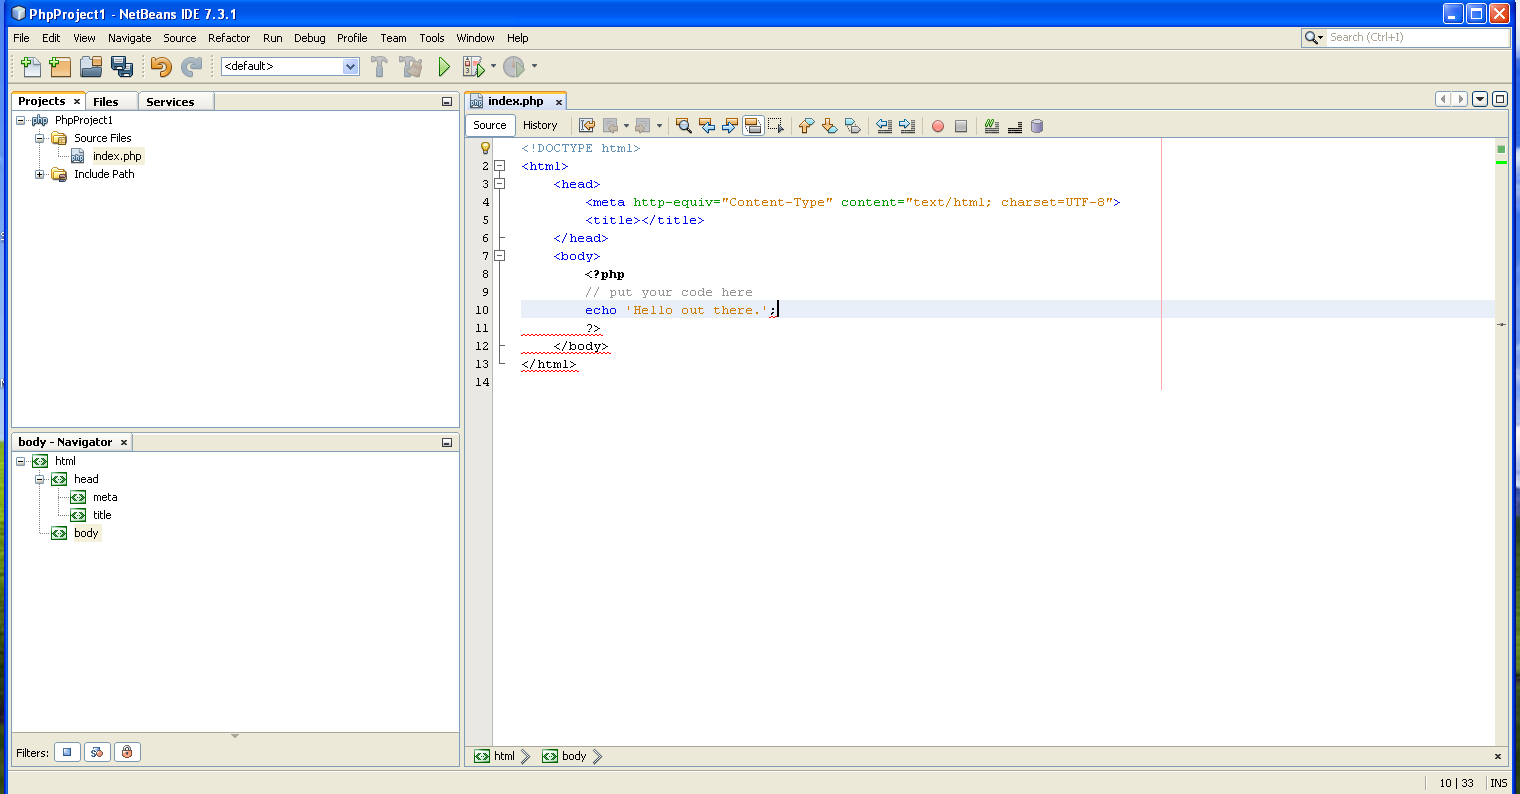 PhpProject1 - NetBeans IDE 7.3.1
File Edit View Navigate Source Refactor Run Debug Profile Team Tools Window Help
Search (Ctrl+I)
<default>
Projects Files Services
PhpProject1
Source Files
index.php
Include Path
index.php
Source History
<!DOCTYPE html>
2 <html>
3 <head>
4 <meta http-equiv="Content-Type" content="text/html; charset=UTF-8">
5 <title></title>
6 </head>
7 <body>
8 <?php
9 // put your code here
10 echo 'Hello out there.';
11 ?>
12 </body>
13 </html>
14
body - Navigator
html
head
meta
title
body
Filters:
html body
10 | 33 INS